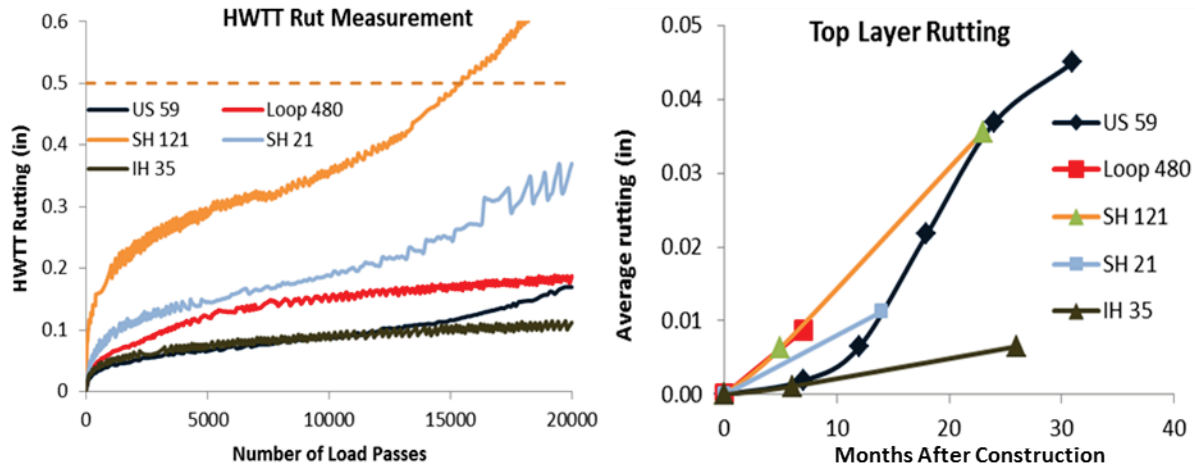 HWTT Rut Measurement
HWTT Rutting (in)
0.6
0.5
0.4
0.3
0.2
0.1
0
US 59
Loop 480
SH 121
SH 21
IH 35
0
5000
10000
15000
20000
Number of Load Passes
Top Layer Rutting
Average rutting (in)
0.05
0.04
0.03
0.02
0.01
0.00
US 59
Loop 480
SH 121
SH 21
IH 35
0
10
20
30
40
Months After Construction